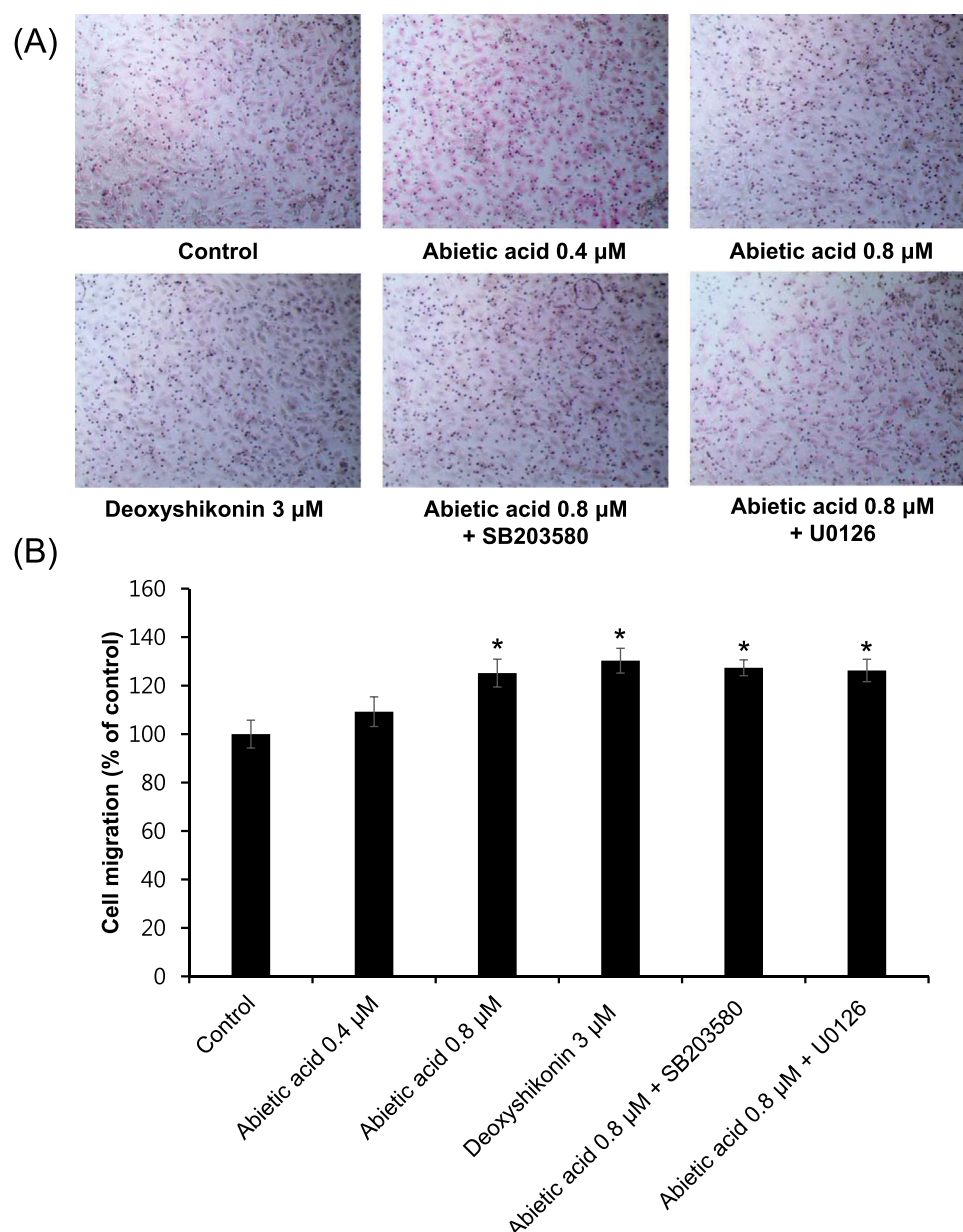 (A)
Control
Abietic acid 0.4 µM
Abietic acid 0.8 µM
Deoxyshikonin 3 µM
Abietic acid 0.8 µM
+ SB203580
Abietic acid 0.8 µM
+ U0126
(B)
Cell migration (% of control)
160
140
120
100
80
60
40
20
0
*
*
*
*
Control
Abietic acid 0.4 µM
Abietic acid 0.8 µM
Deoxyshikonin 3 µM
Abietic acid 0.8 µM + SB203580
Abietic acid 0.8 µM + U0126